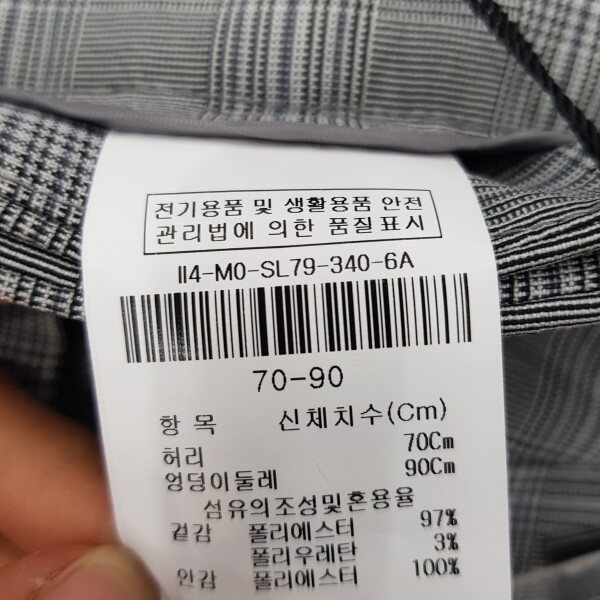 전기용품 및 생활용품 안전
관리법에 의한 품질표시
II4-M0-SL79-340-6A
70-90
항 목 신체치수(Cm)
허리 70Cm
엉덩이둘레 90Cm
섬유의조성및혼용율
겉감 폴리에스터 97%
폴리우레탄 3%
안감 폴리에스터 100%